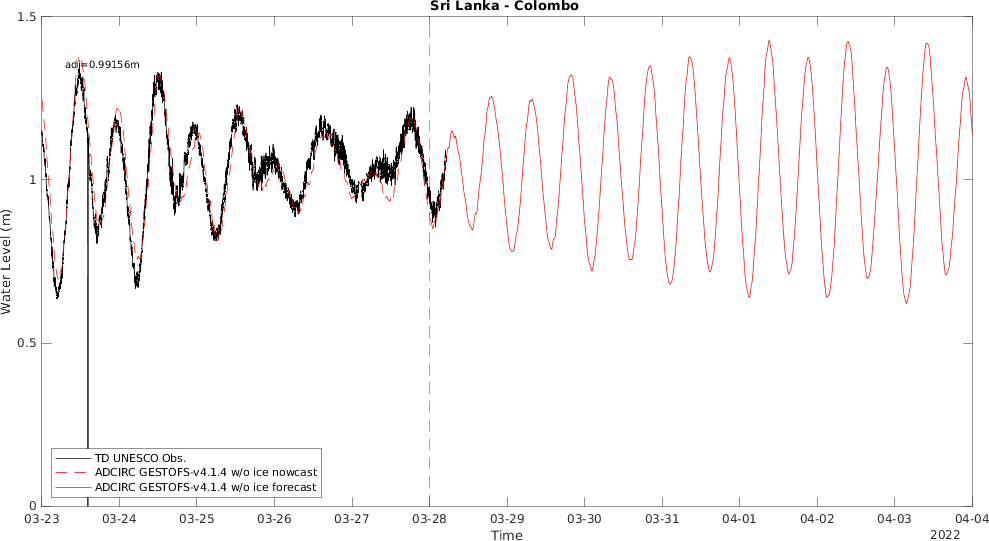 Sri Lanka - Colombo
1.5
adj=0.99156m
1
Water Level (m)
0.5
TD UNESCO Obs.
ADCIRC GESTOFS-v4.1.4 w/o ice nowcast
ADCIRC GESTOFS-v4.1.4 w/o ice forecast
0
03-23 03-24 03-25 03-26 03-27 03-28 03-29 03-30 03-31 04-01 04-02 04-03 04-04
Time
2022